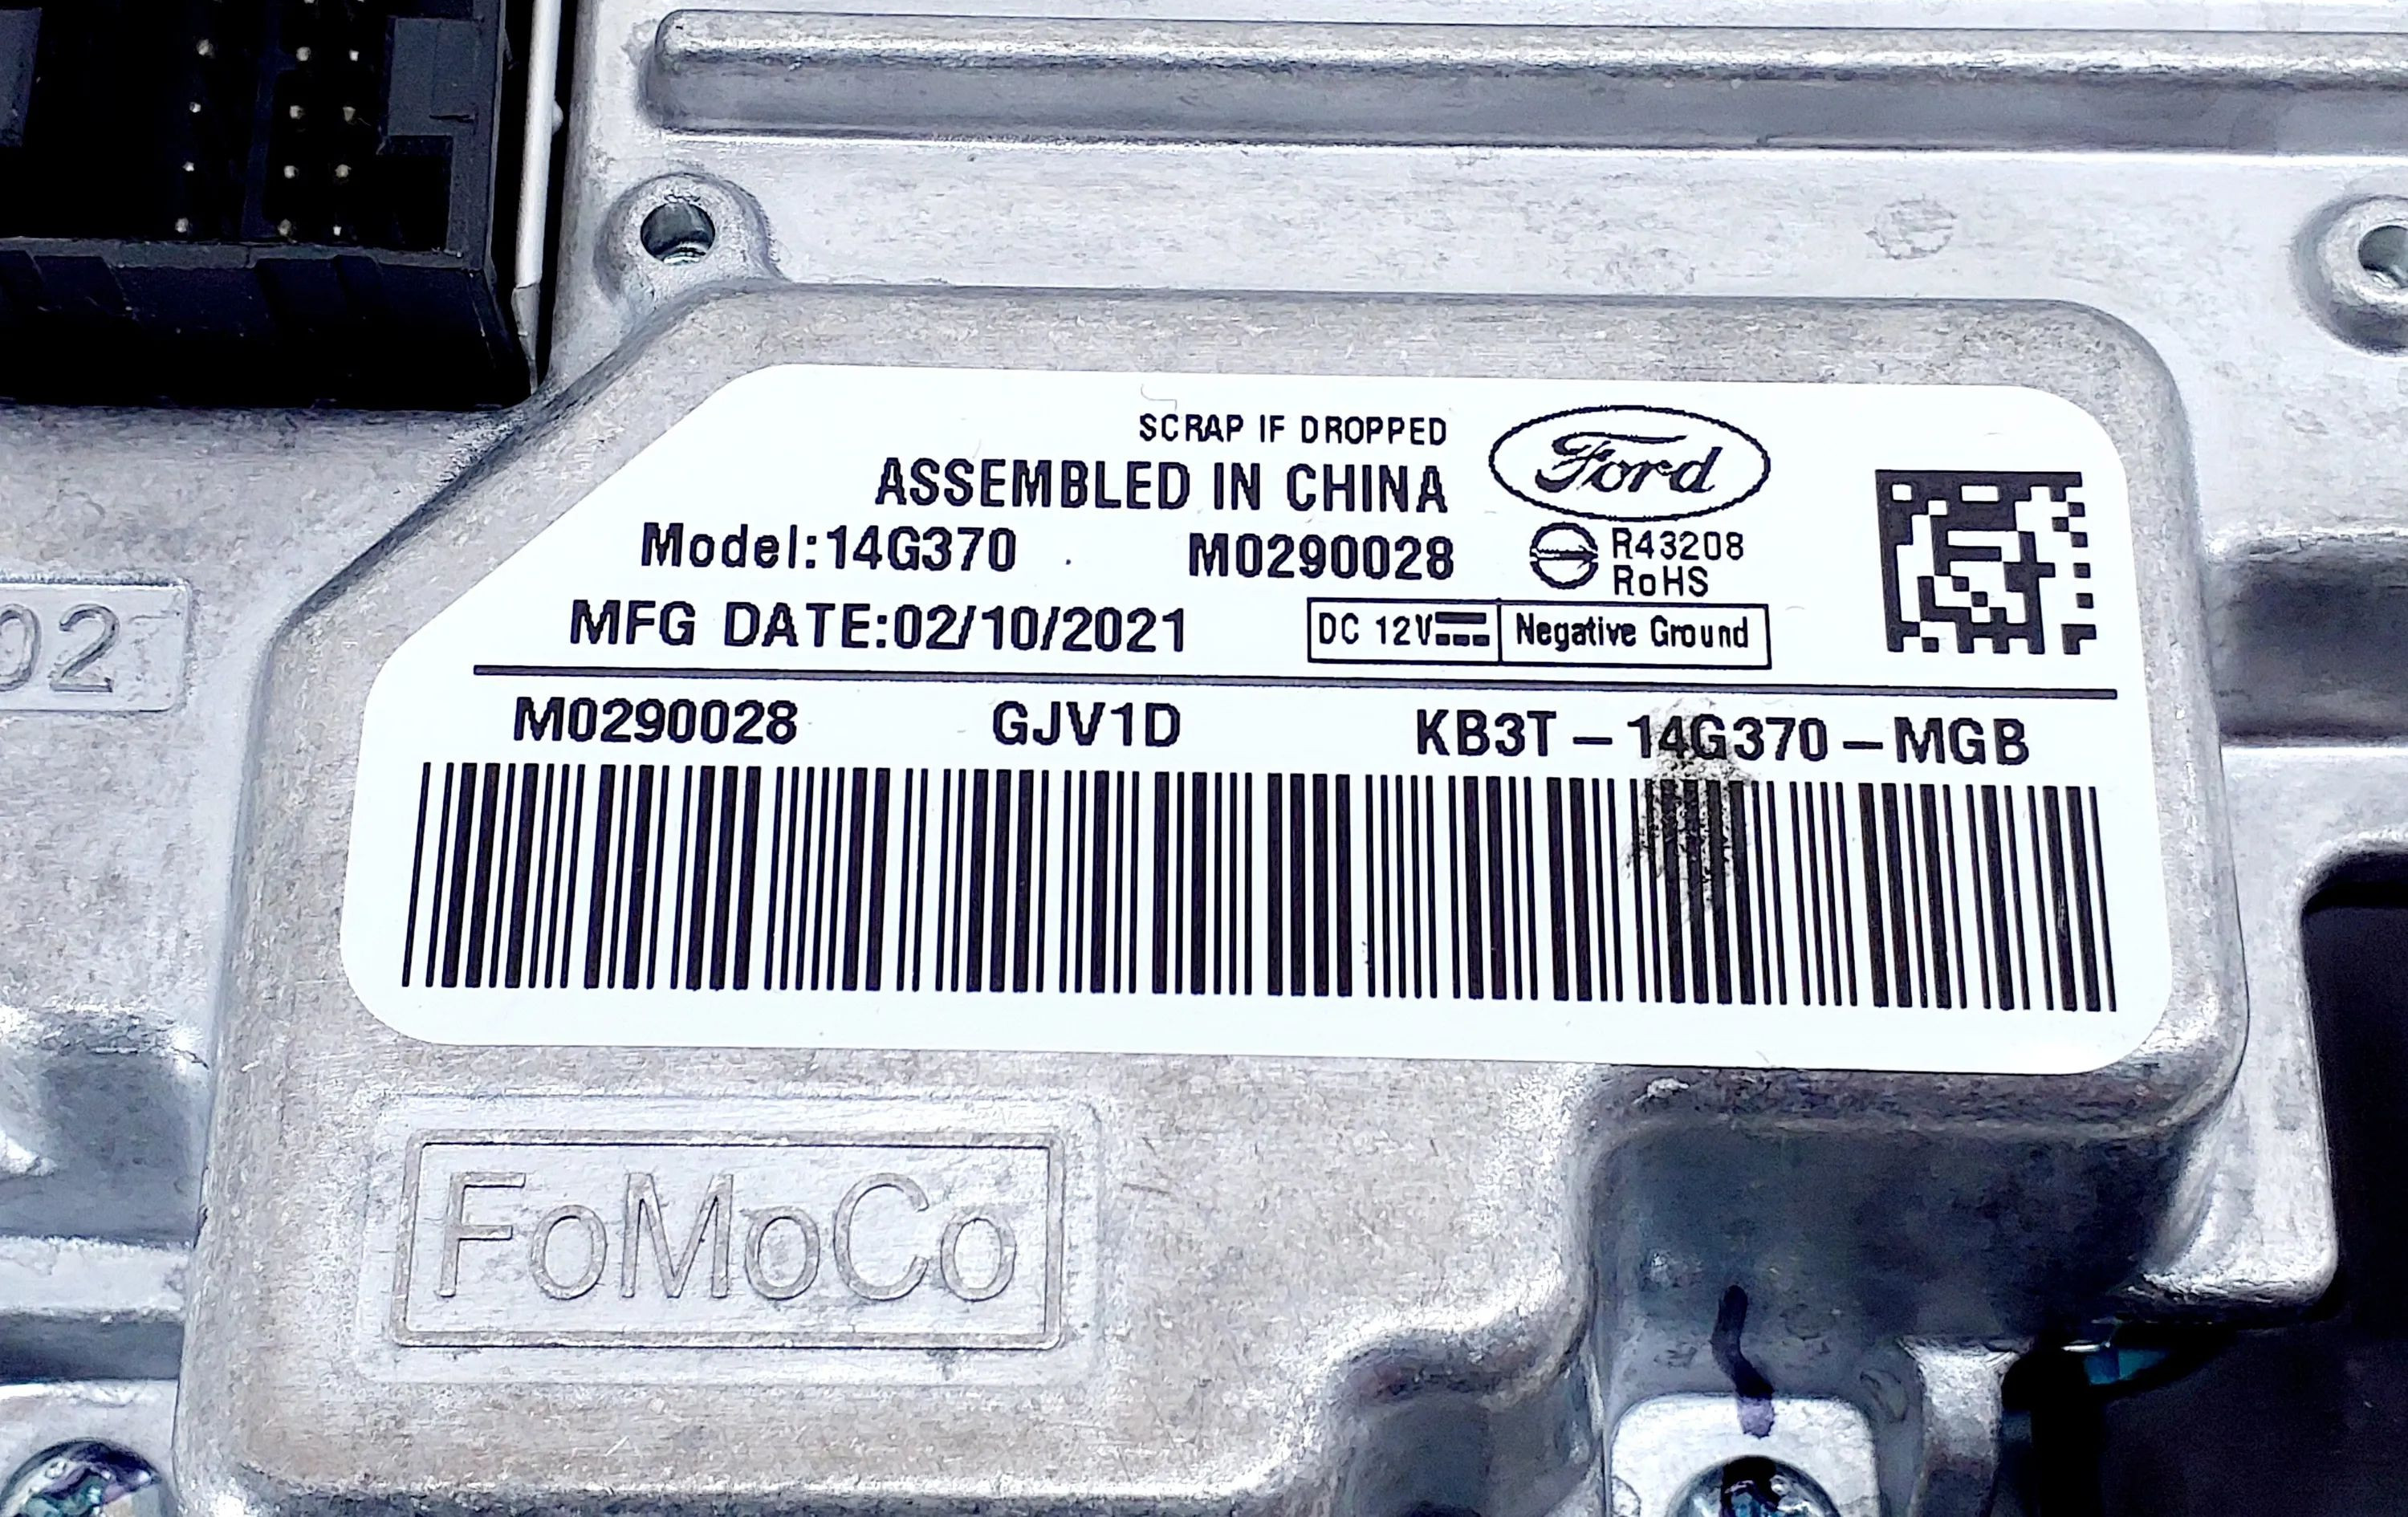 SCRAP IF DROPPED
Ford
ASSEMBLED IN CHINA
Model:14G370 M0290028
R43208
RoHS
MFG DATE:02/10/2021
DC 12V Negative Ground
M0290028 GJV1D KB3T-14G370-MGB
02
FoMoCo